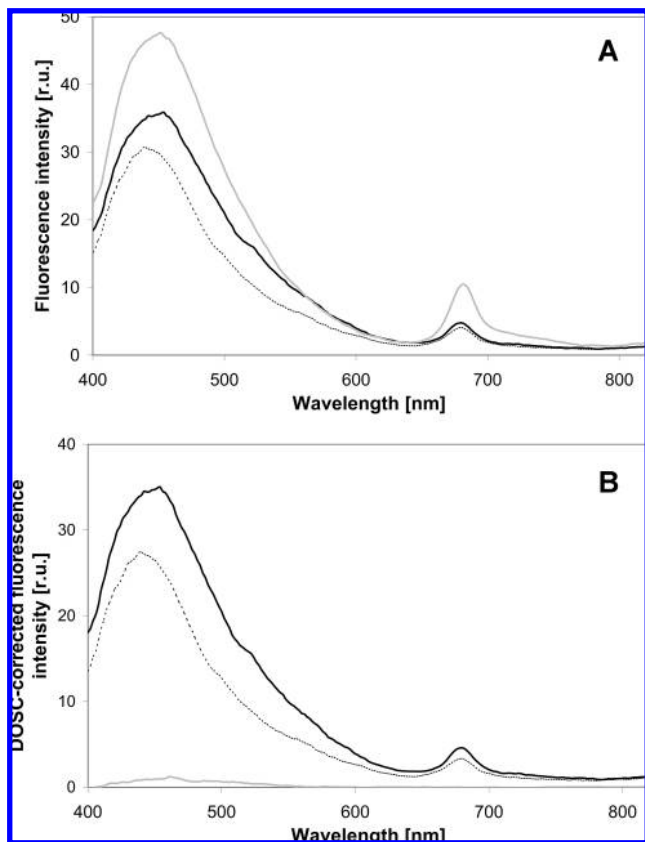 A
Fluorescence intensity [r.u.]
50
40
30
20
10
0
400 500 600 700 800
Wavelength [nm]
B
DOSC-corrected fluorescence
intensity [r.u.]
40
30
20
10
0
400 500 600 700 800
Wavelength [nm]